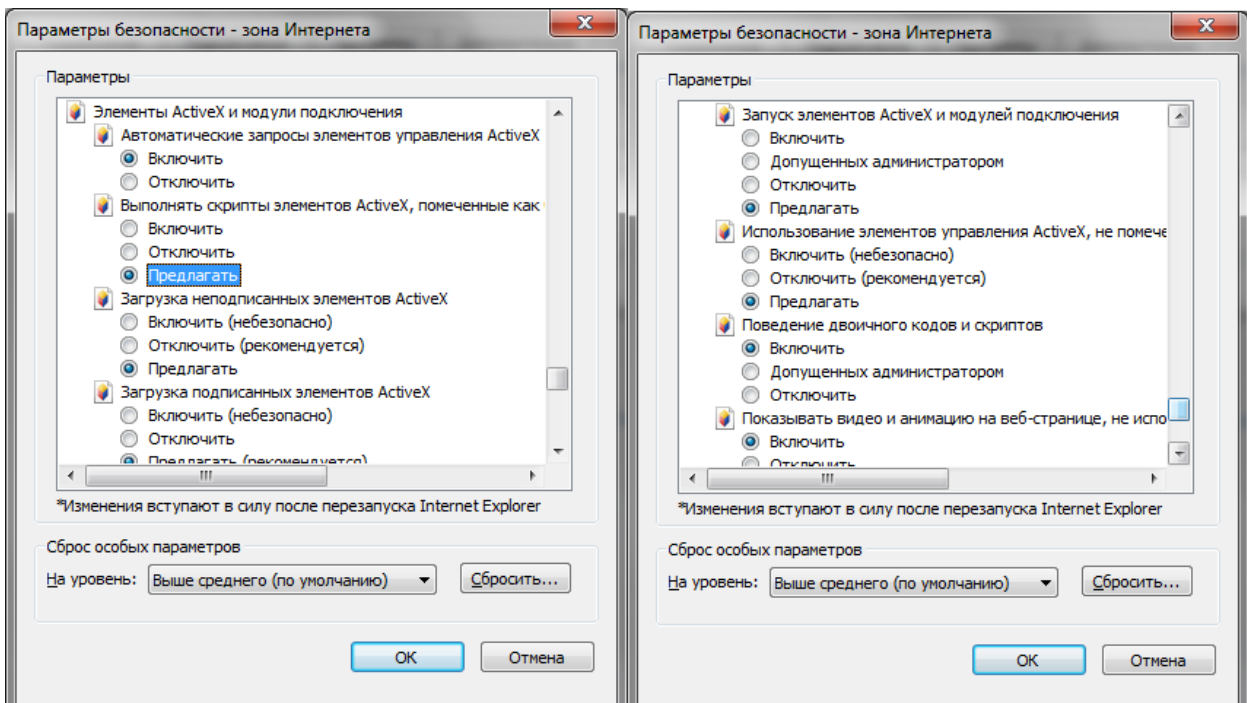 Параметры безопасности - зона Интернета
Параметры
Элементы ActiveX и модули подключения
Автоматические запросы элементов управления ActiveX
Включить
Отключить
Выполнять скрипты элементов ActiveX, помеченные как
Включить
Отключить
Предлагать
Загрузка неподписанных элементов ActiveX
Включить (небезопасно)
Отключить (рекомендуется)
Предлагать
Загрузка подписанных элементов ActiveX
Включить (небезопасно)
Отключить
Предлагать (рекомендуется)
*Изменения вступают в силу после перезапуска Internet Explorer
Сброс особых параметров
На уровень: Выше среднего (по умолчанию) Сбросить...
ОК Отмена
Параметры безопасности - зона Интернета
Параметры
Запуск элементов ActiveX и модулей подключения
Включить
Допущенных администратором
Отключить
Предлагать
Использование элементов управления ActiveX, не помече
Включить (небезопасно)
Отключить (рекомендуется)
Предлагать
Поведение двоичного кодов и скриптов
Включить
Допущенных администратором
Отключить
Показывать видео и анимацию на веб-странице, не испо
Включить
Отключить
*Изменения вступают в силу после перезапуска Internet Explorer
Сброс особых параметров
На уровень: Выше среднего (по умолчанию) Сбросить...
ОК Отмена